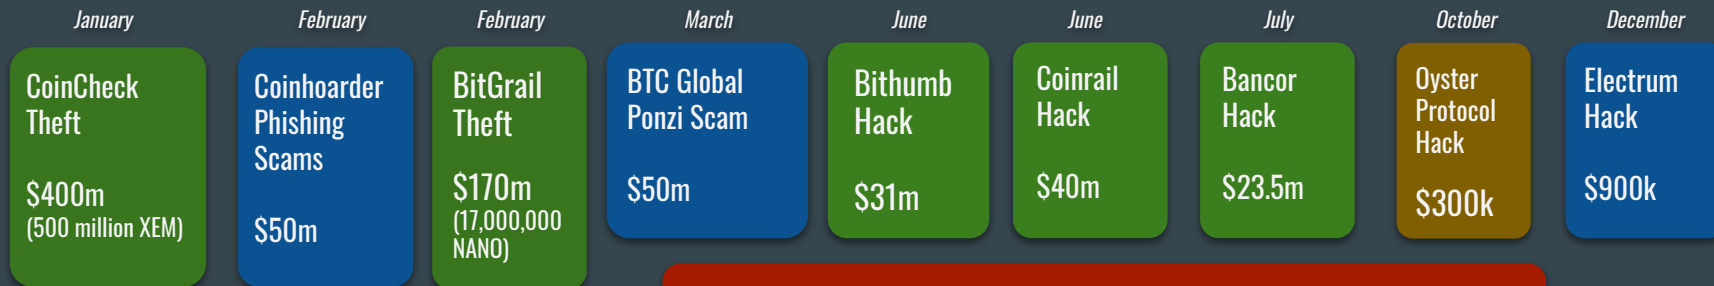 January
CoinCheck
Theft
$400m
(500 million XEM)
February
Coinhoarder
Phishing
Scams
$50m
February
BitGrail
Theft
$170m
(17,000,000
NANO)
March
BTC Global
Ponzi Scam
$50m
June
Bithumb
Hack
$31m
June
Coinrail
Hack
$40m
July
Bancor
Hack
$23.5m
October
Oyster
Protocol
Hack
$300k
December
Electrum
Hack
$900k